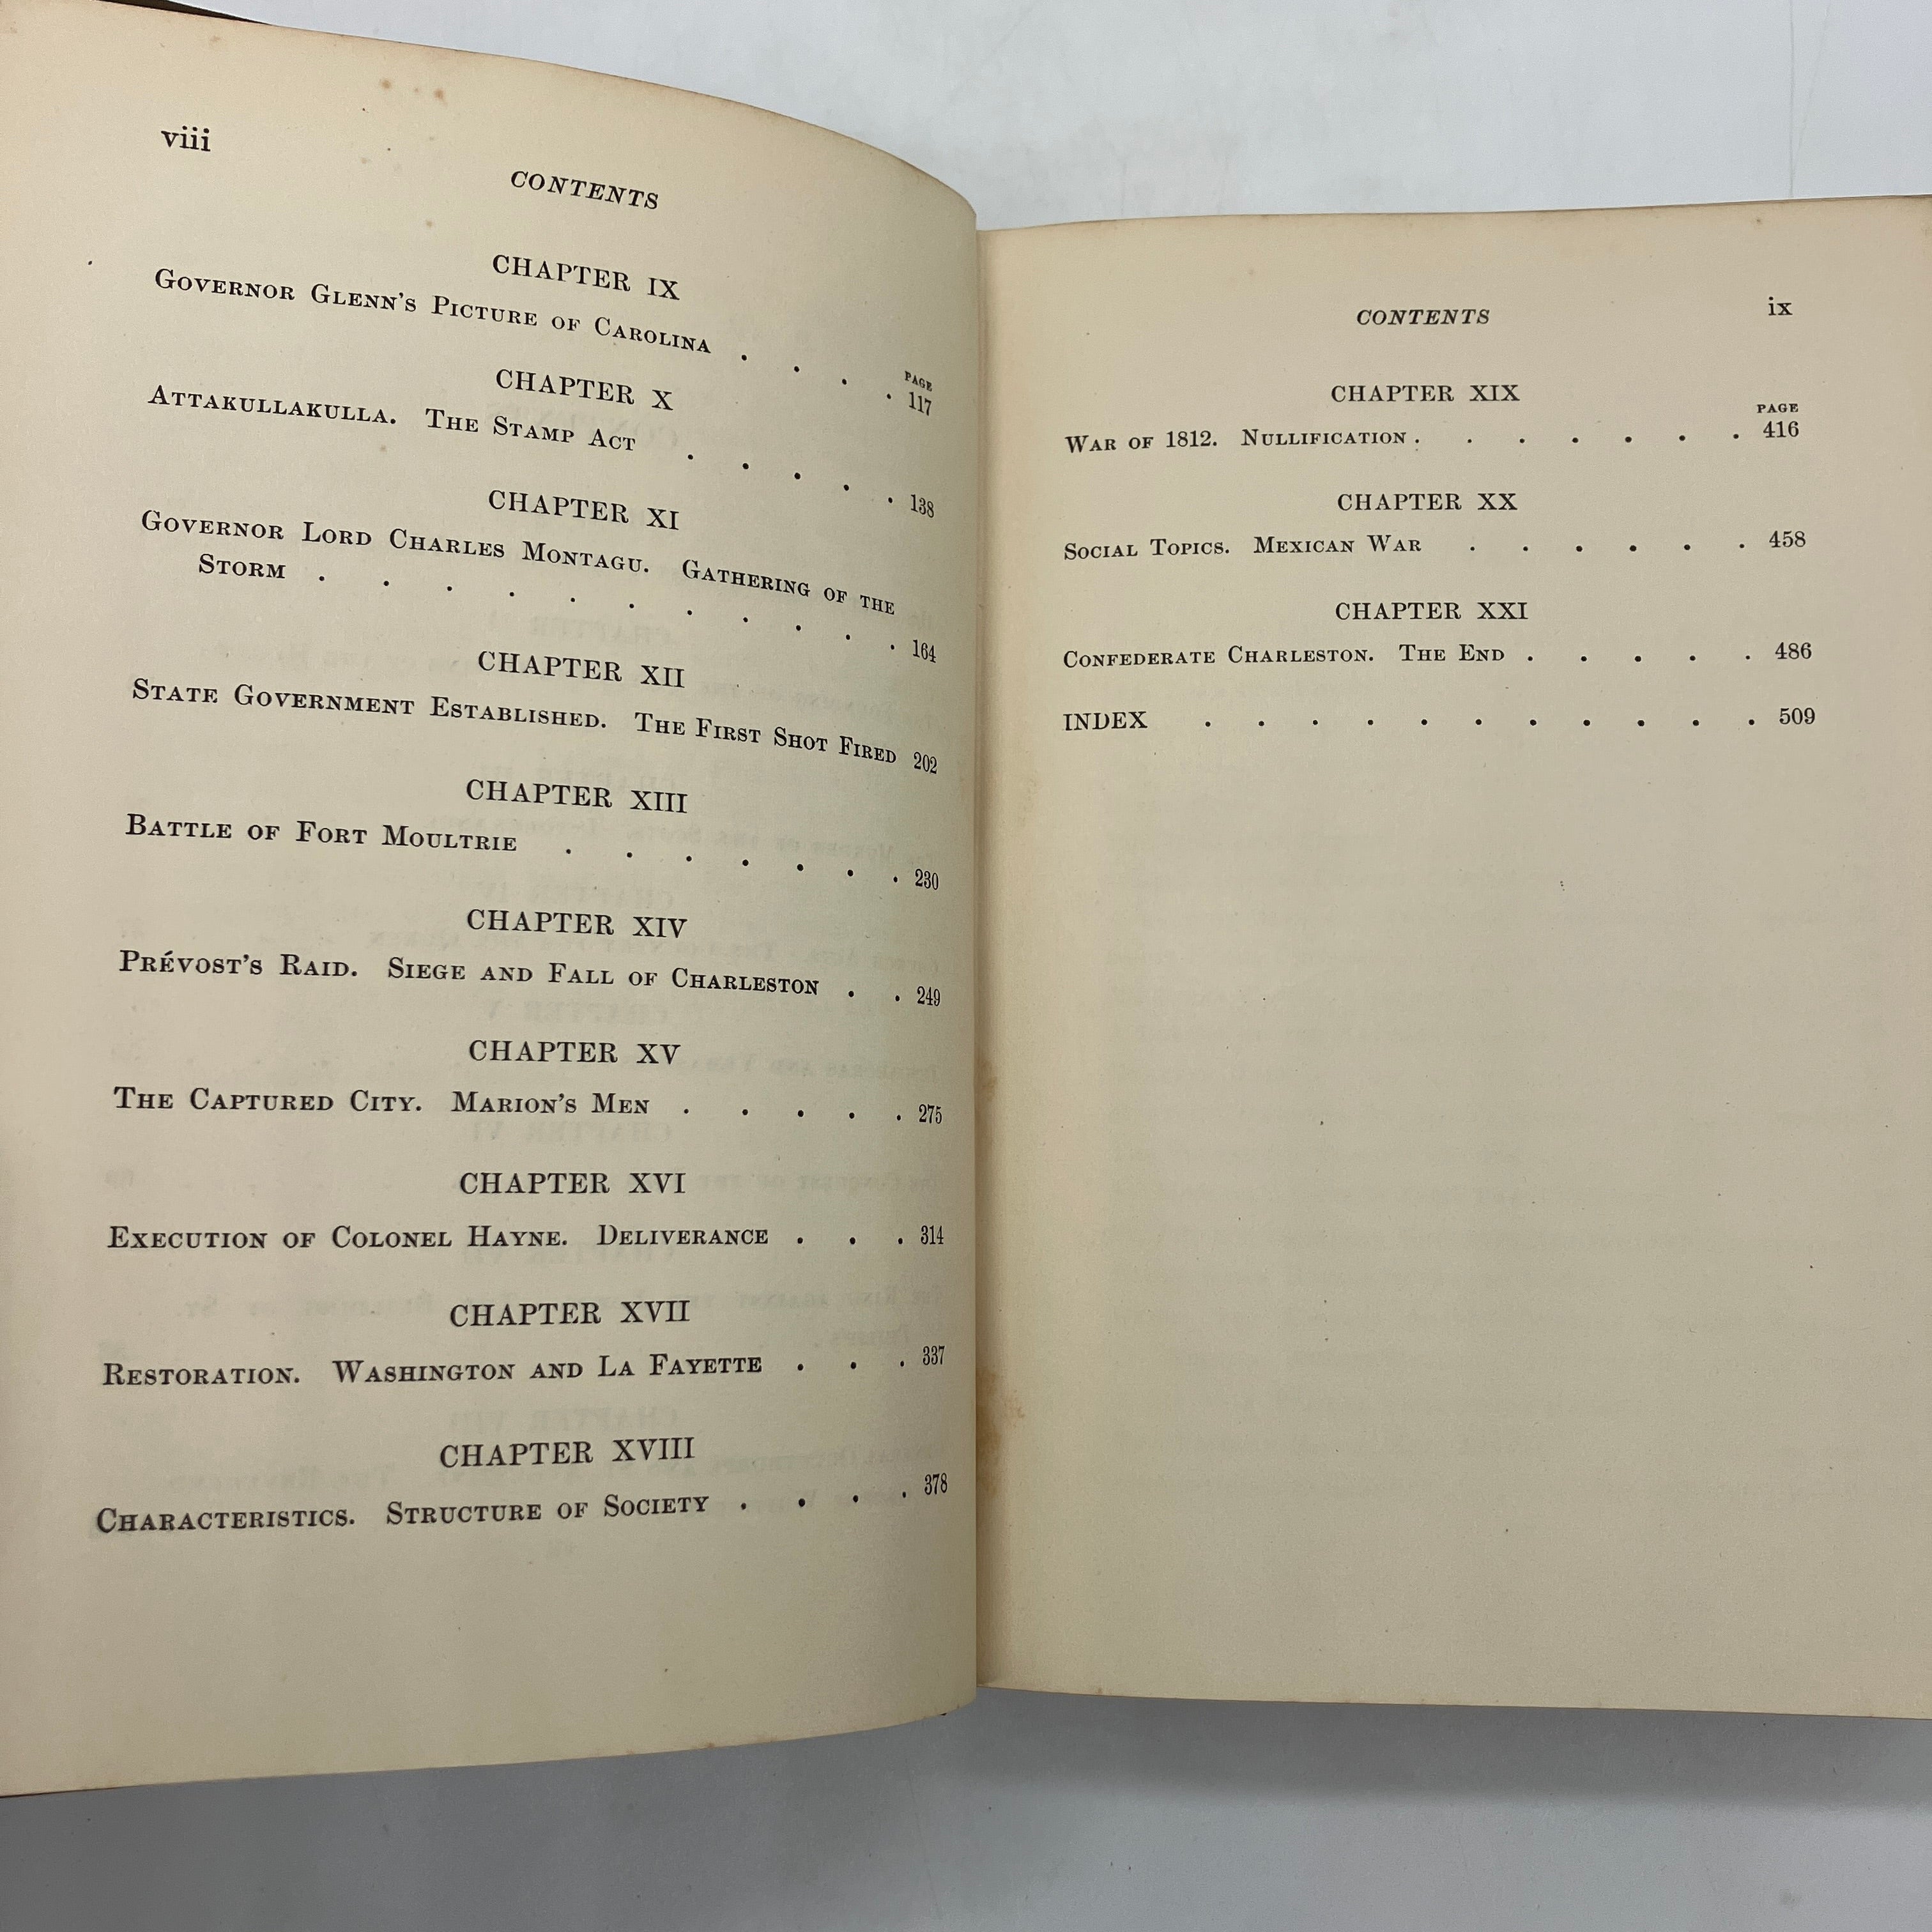 viii
CONTENTS
CHAPTER IX
PAGE
GOVERNOR GLENN'S PICTURE OF CAROLINA . . . . 117
CHAPTER X
ATTAKULLAKULLA. THE STAMP ACT . . . . . 138
CHAPTER XI
GOVERNOR LORD CHARLES MONTAGU. GATHERING OF THE
STORM . . . . . . . . . . . 164
CHAPTER XII
STATE GOVERNMENT ESTABLISHED. THE FIRST SHOT FIRED 202
CHAPTER XIII
BATTLE OF FORT MOULTRIE . . . . . . . 230
CHAPTER XIV
PRÉVOST'S RAID. SIEGE AND FALL OF CHARLESTON . . 249
CHAPTER XV
THE CAPTURED CITY. MARION'S MEN . . . . . 275
CHAPTER XVI
EXECUTION OF COLONEL HAYNE. DELIVERANCE . . . 314
CHAPTER XVII
RESTORATION. WASHINGTON AND LA FAYETTE . . . 337
CHAPTER XVIII
CHARACTERISTICS. STRUCTURE OF SOCIETY . . . . 378
CONTENTS ix
CHAPTER XIX
PAGE
WAR OF 1812. NULLIFICATION . . . . . . . 416
CHAPTER XX
SOCIAL TOPICS. MEXICAN WAR . . . . . . 458
CHAPTER XXI
CONFEDERATE CHARLESTON. THE END . . . . . 486
INDEX . . . . . . . . . . . 509